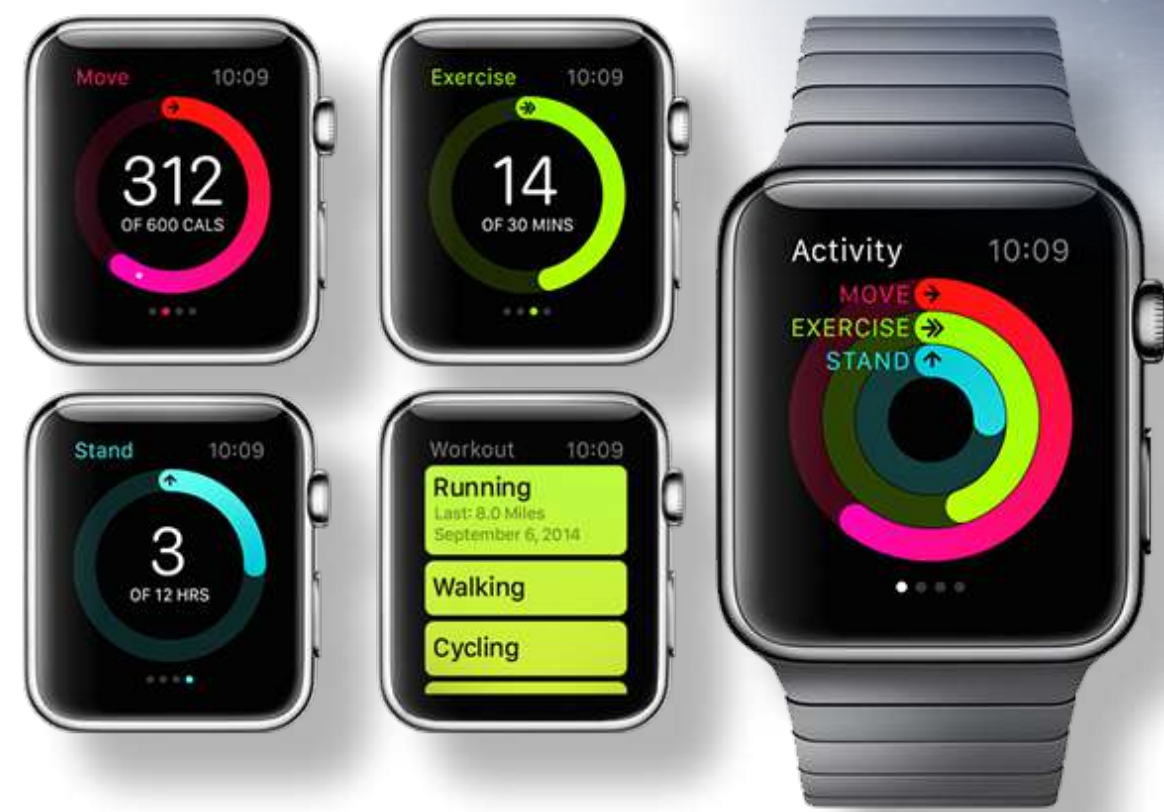 Move 10:09
312
OF 600 CALS
Exercise 10:09
14
OF 30 MINS
Stand 10:09
3
OF 12 HRS
Workout 10:09
Running
Last: 8.0 Miles
September 6, 2014
Walking
Cycling
Activity 10:09
MOVE
EXERCISE
STAND